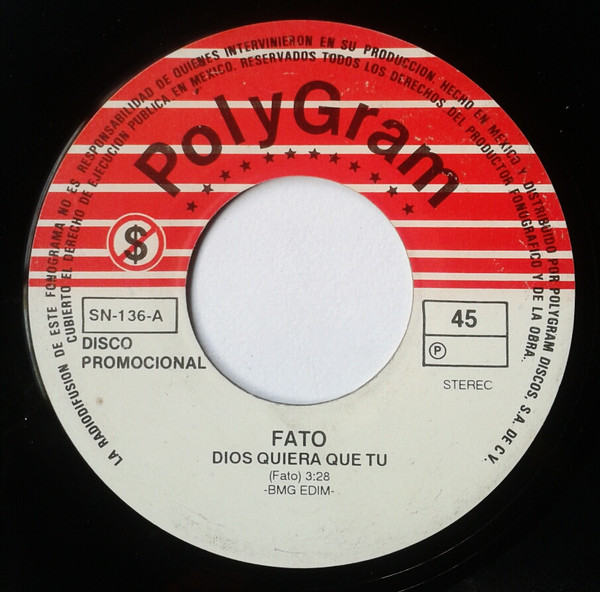 LA RADIODIFUSION DE ESTE FONOGRAMA NO ES RESPONSABILIDAD DE QUIENES INTERVINIERON EN SU PRODUCCION. HECHO EN MEXICO Y DISTRIBUIDO POR POLYGRAM DISCOS, S.A. DE C.V.
CUBIERTO EL DERECHO DE EJECUCION PUBLICA EN MEXICO. RESERVADOS TODOS LOS DERECHOS DEL PRODUCTOR FONOGRAFICO Y DE LA OBRA.
PolyGram
$
SN-136-A
DISCO
PROMOCIONAL
45
℗
STEREC
FATO
DIOS QUIERA QUE TU
(Fato) 3:28
-BMG EDIM-